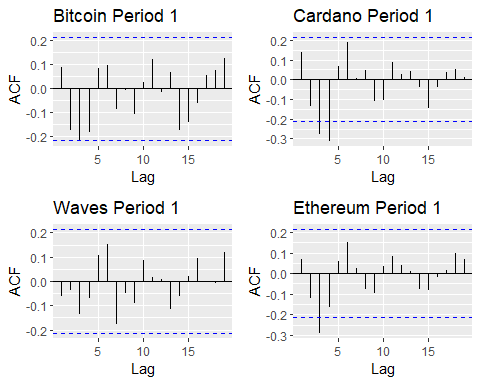 Bitcoin Period 1
ACF
0.2
0.1
0.0
-0.1
-0.2
5 10 15
Lag
Cardano Period 1
ACF
0.2
0.1
0.0
-0.1
-0.2
-0.3
5 10 15
Lag
Waves Period 1
ACF
0.2
0.1
0.0
-0.1
-0.2
5 10 15
Lag
Ethereum Period 1
ACF
0.2
0.1
0.0
-0.1
-0.2
-0.3
5 10 15
Lag